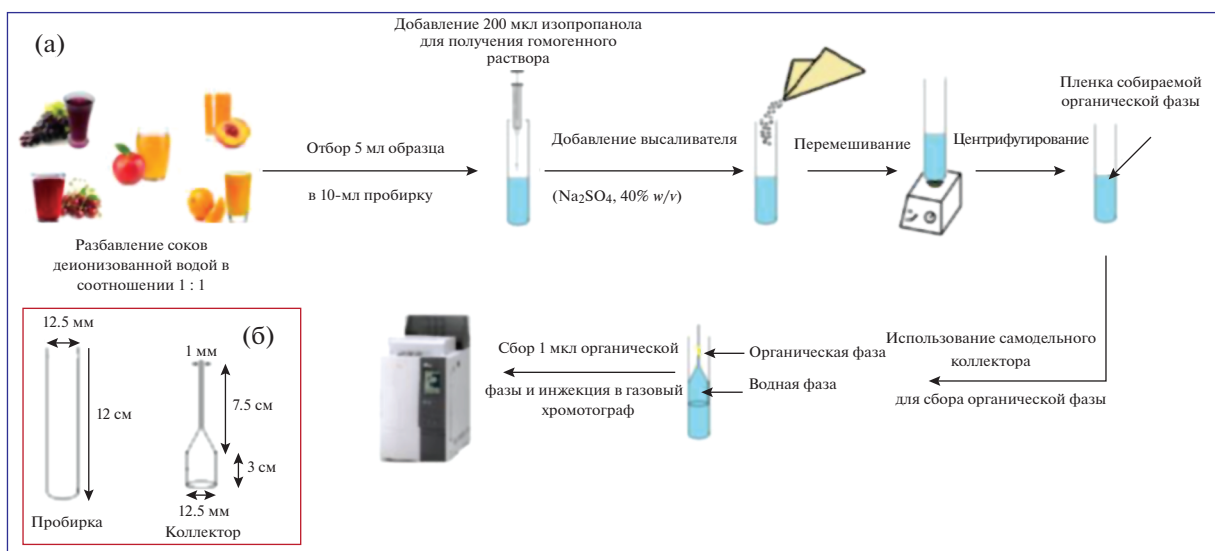 (а)
Добавление 200 мкл изопропанола
для получения гомогенного
раствора
Пленка собираемой
органической фазы
Отбор 5 мл образца
в 10-мл пробирку
Добавление высаливателя
(Na₂SO₄, 40% w/v)
Перемешивание
Центрифугирование
Разбавление соков
деионизованной водой в
соотношении 1 : 1
Использование самодельного
коллектора
для сбора органической фазы
Органическая фаза
Водная фаза
Сбор 1 мкл органической
фазы и инжекция в газовый
хромотограф
(б)
12.5 мм
12 см
Пробирка
1 мм
7.5 см
3 см
12.5 мм
Коллектор